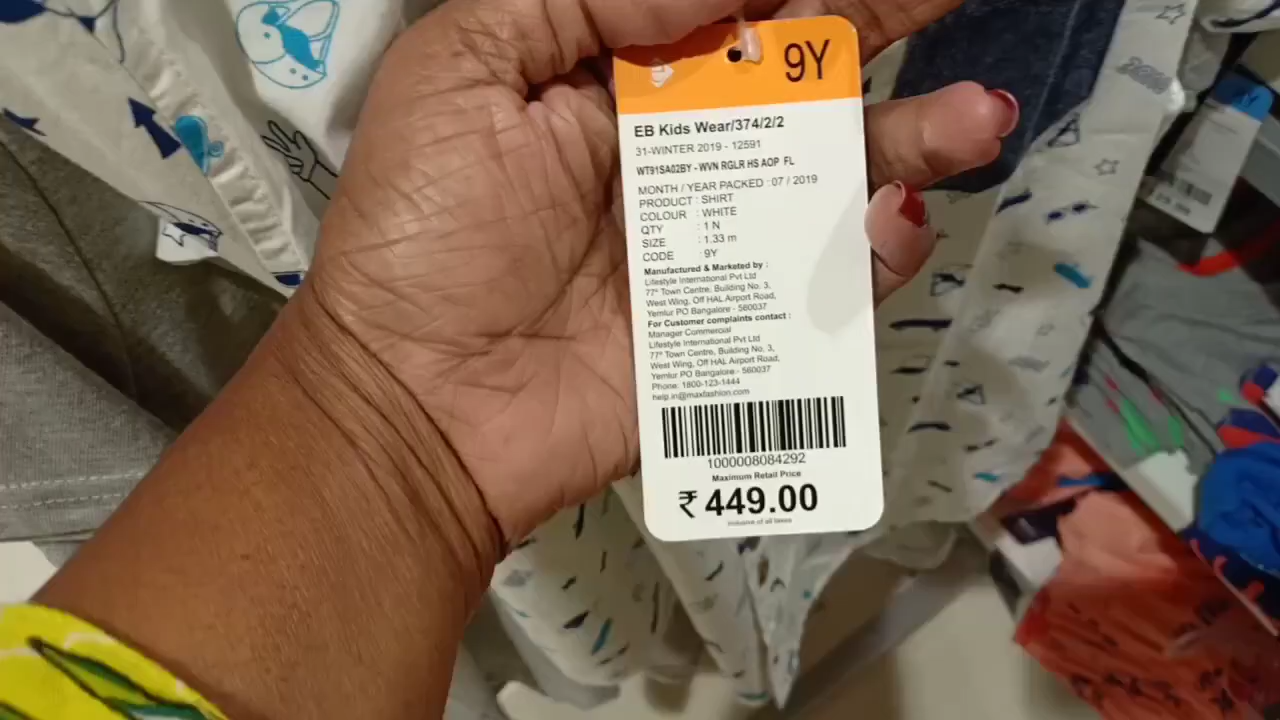 9Y
EB Kids Wear/374/2/2
31-WINTER 2019 - 12591
WT91SA02BY - WVN RGLR HS AOP FL
MONTH / YEAR PACKED : 07 / 2019
PRODUCT : SHIRT
COLOUR : WHITE
QTY : 1 N
SIZE : 1.33 m
CODE : 9Y
Manufactured & Marketed by :
Lifestyle International Pvt Ltd
77° Town Centre, Building No. 3,
West Wing, Off HAL Airport Road,
Yemlur PO Bangalore - 560037
For Customer complaints contact :
Manager Commercial
Lifestyle International Pvt Ltd
77° Town Centre, Building No, 3,
West Wing, Off HAL Airport Road,
Yemlur PO Bangalore - 560037
Phone: 1800-123-1444
help.in@maxfashion.com
1000008084292
Maximum Retail Price
₹ 449.00
Inclusive of all taxes